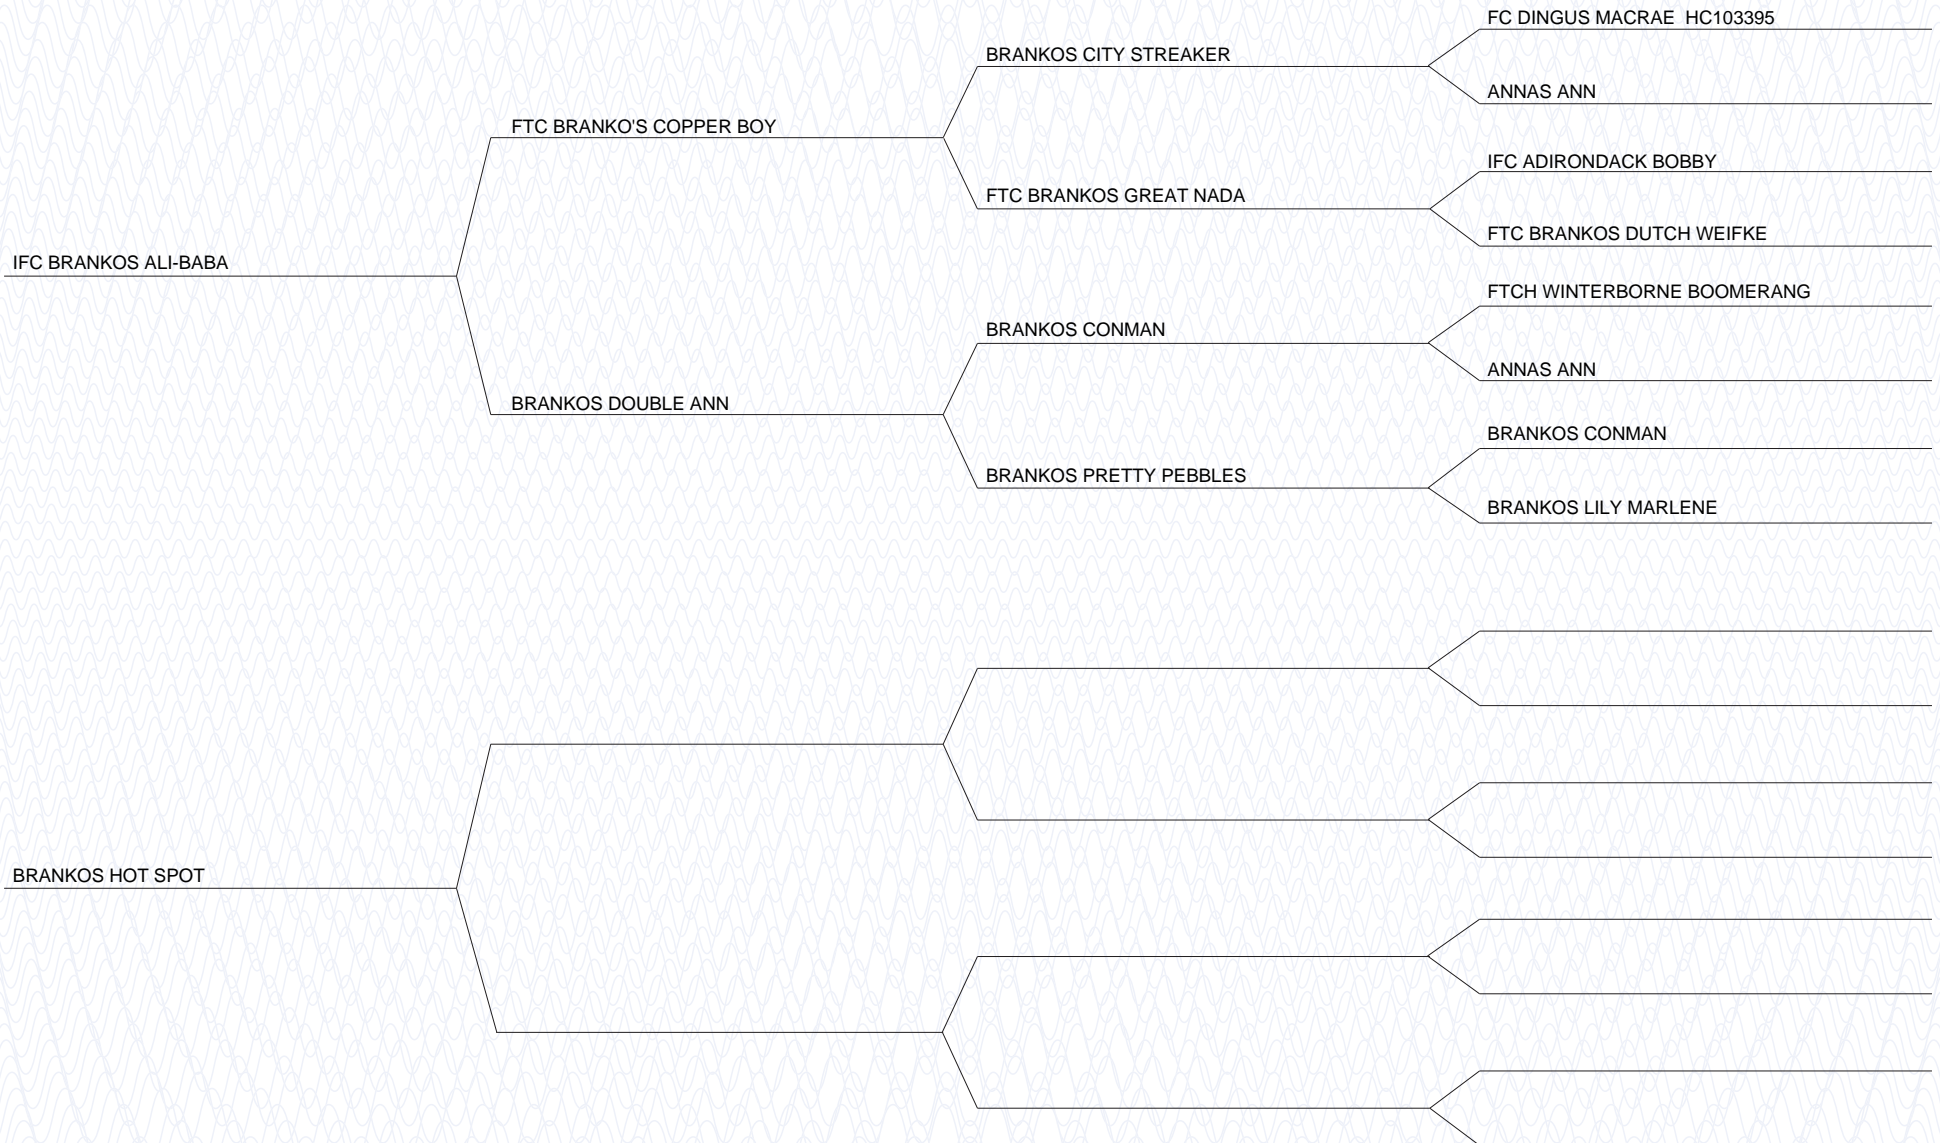 FC DINGUS MACRAE  HC103395
BRANKOS CITY STREAKER
ANNAS ANN
FTC BRANKO'S COPPER BOY
IFC ADIRONDACK BOBBY
FTC BRANKOS GREAT NADA
FTC BRANKOS DUTCH WEIFKE
IFC BRANKOS ALI-BABA
FTCH WINTERBORNE BOOMERANG
BRANKOS CONMAN
ANNAS ANN
BRANKOS DOUBLE ANN
BRANKOS CONMAN
BRANKOS PRETTY PEBBLES
BRANKOS LILY MARLENE
BRANKOS HOT SPOT